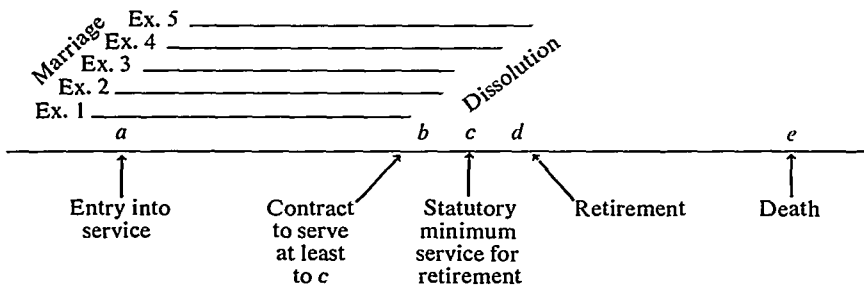 Ex. 5
Ex. 4
Ex. 3
Ex. 2
Ex. 1
Marriage
Dissolution
a b c d e
Entry into Contract Statutory Retirement Death
service to serve minimum
at least service for
to c retirement